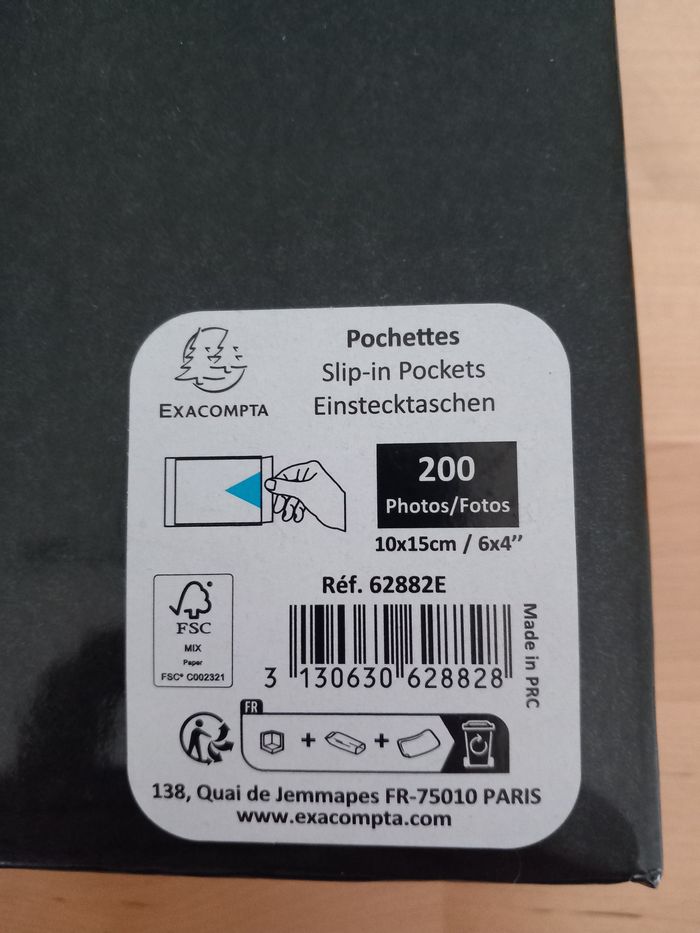 EXACOMPTA
Pochettes
Slip-in Pockets
Einstecktaschen
200
Photos/Fotos
10x15cm / 6x4’’
Réf. 62882E
FSC
MIX
Paper
FSC® C002321
3 130630 628828
Made in PRC
FR
138, Quai de Jemmapes FR-75010 PARIS
www.exacompta.com